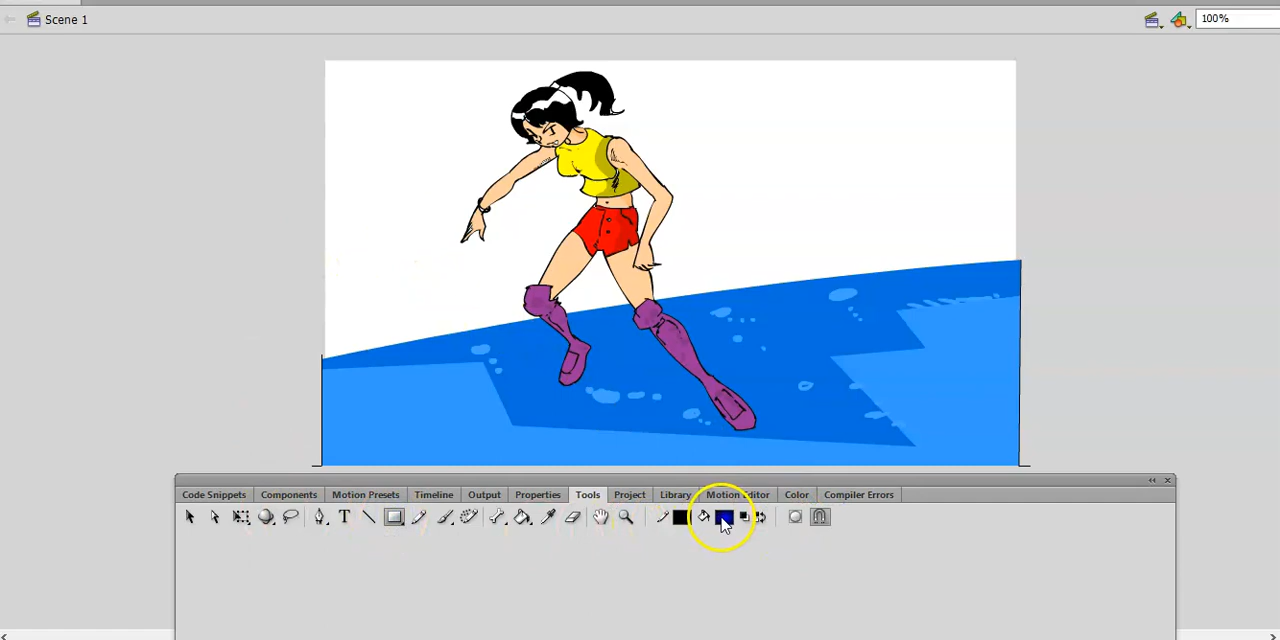 Scene 1
100%
Code Snippets Components Motion Presets Timeline Output Properties Tools Project Library Motion Editor Color Compiler Errors
T